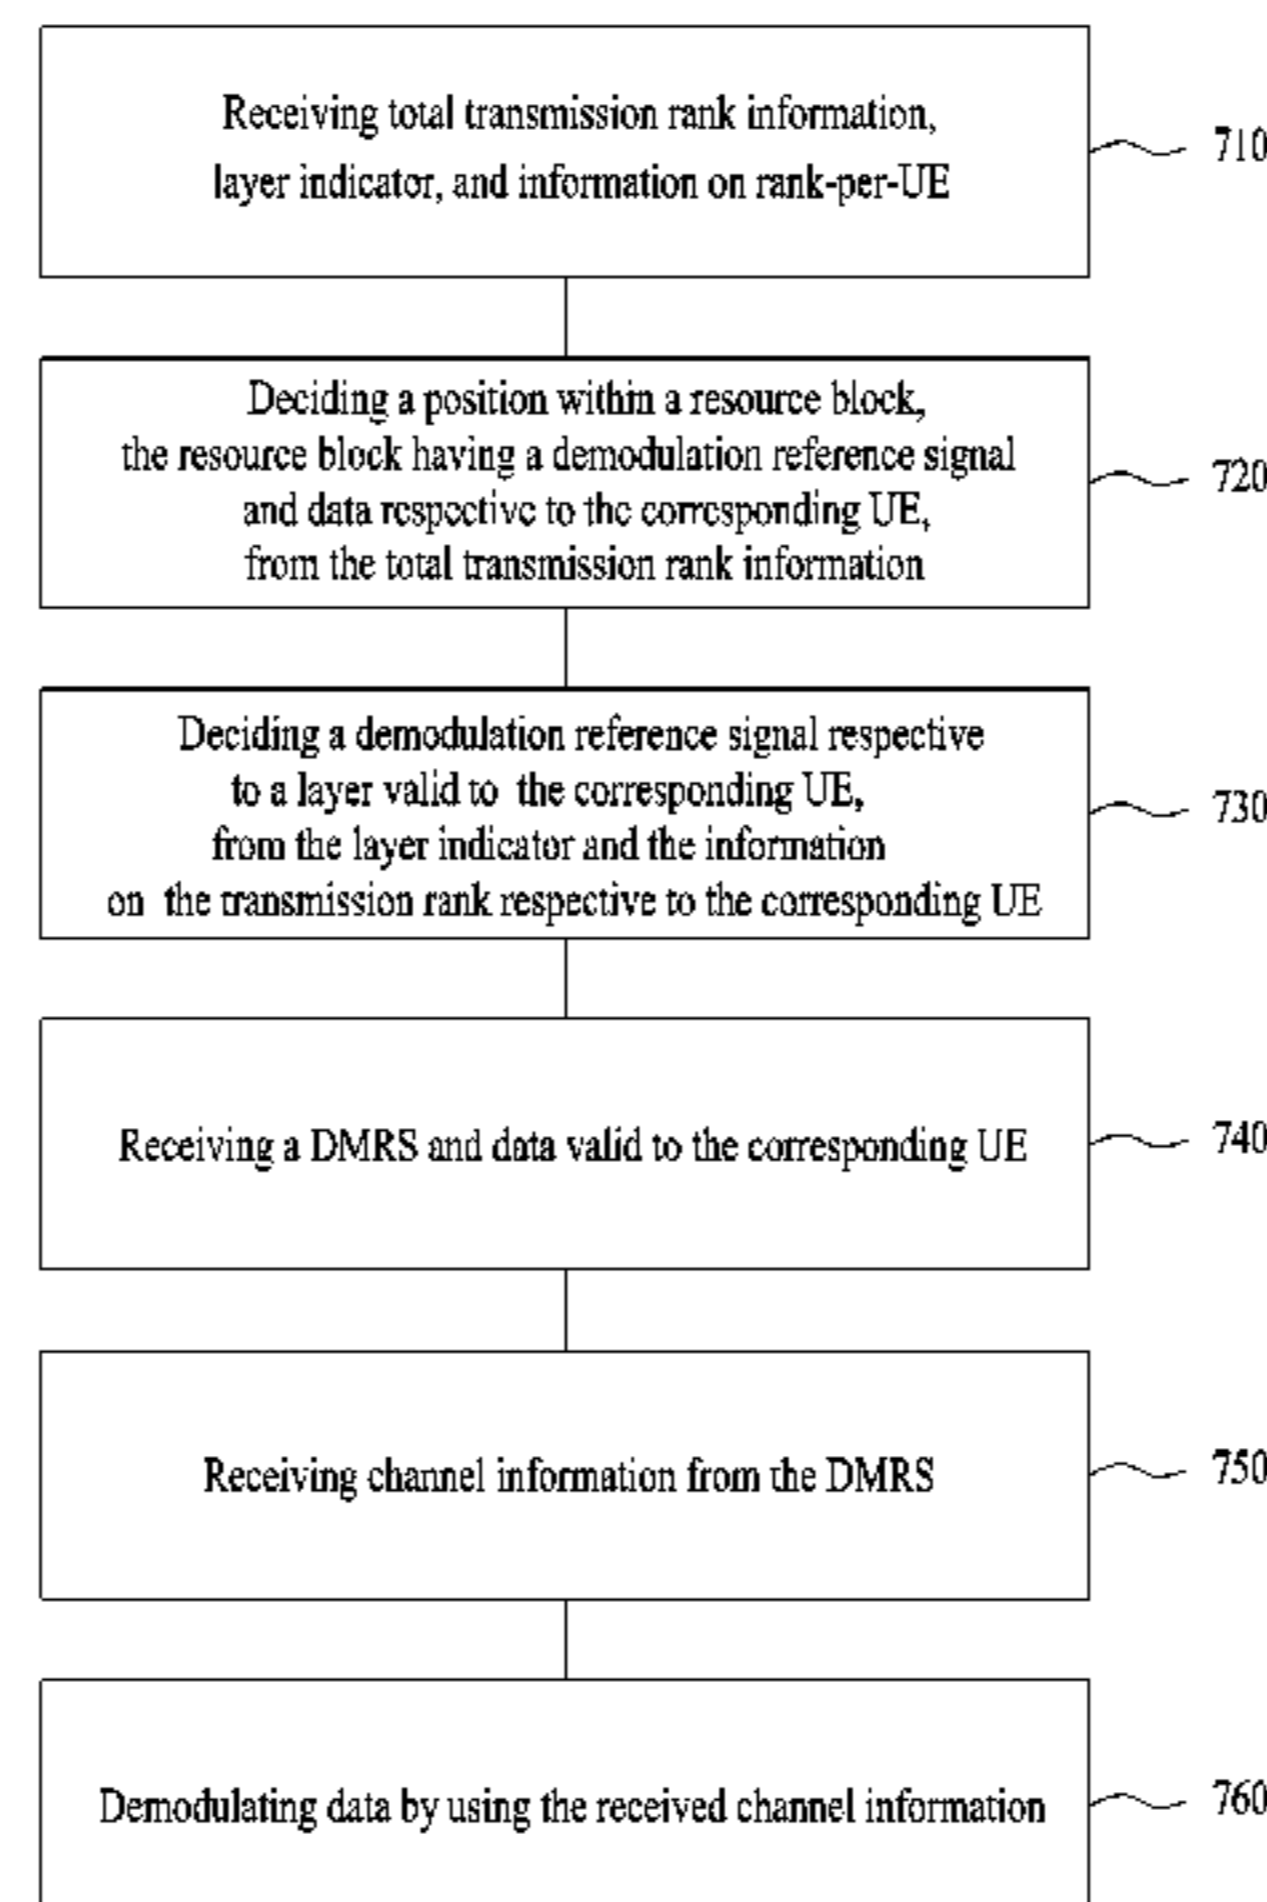 Receiving total transmission rank information,
layer indicator, and information on rank-per-UE
710
Deciding a position within a resource block,
the resource block having a demodulation reference signal
and data respective to the corresponding UE,
from the total transmission rank information
720
Deciding a demodulation reference signal respective
to a layer valid to the corresponding UE,
from the layer indicator and the information
on the transmission rank respective to the corresponding UE
730
Receiving a DMRS and data valid to the corresponding UE
740
Receiving channel information from the DMRS
750
Demodulating data by using the received channel information
760